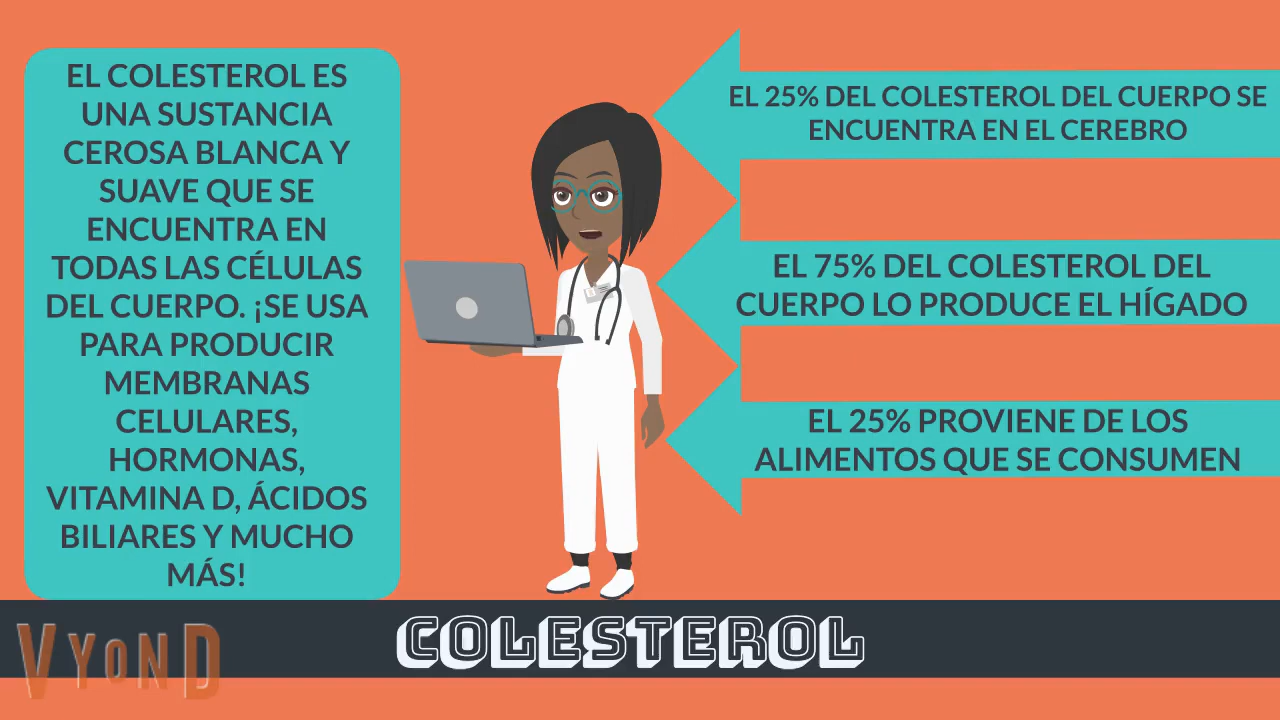 EL COLESTEROL ES
UNA SUSTANCIA
CEROSA BLANCA Y
SUAVE QUE SE
ENCUENTRA EN
TODAS LAS CÉLULAS
DEL CUERPO. ¡SE USA
PARA PRODUCIR
MEMBRANAS
CELULARES,
HORMONAS,
VITAMINA D, ÁCIDOS
BILIARES Y MUCHO
MÁS!
EL 25% DEL COLESTEROL DEL CUERPO SE
ENCUENTRA EN EL CEREBRO
EL 75% DEL COLESTEROL DEL
CUERPO LO PRODUCE EL HÍGADO
EL 25% PROVIENE DE LOS
ALIMENTOS QUE SE CONSUMEN
COLESTEROL
VYOND